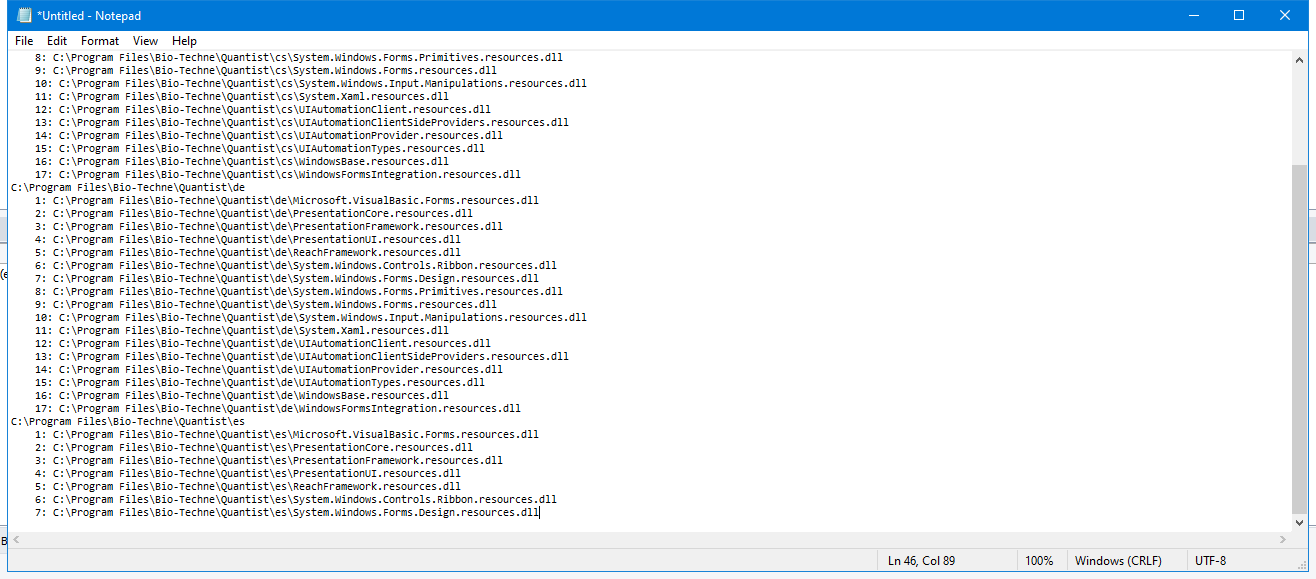 *Untitled - Notepad
File Edit Format View Help
8: C:\Program Files\Bio-Techne\Quantist\cs\System.Windows.Forms.Primitives.resources.dll
9: C:\Program Files\Bio-Techne\Quantist\cs\System.Windows.Forms.resources.dll
10: C:\Program Files\Bio-Techne\Quantist\cs\System.Windows.Input.Manipulations.resources.dll
11: C:\Program Files\Bio-Techne\Quantist\cs\System.Xaml.resources.dll
12: C:\Program Files\Bio-Techne\Quantist\cs\UIAutomationClient.resources.dll
13: C:\Program Files\Bio-Techne\Quantist\cs\UIAutomationClientSideProviders.resources.dll
14: C:\Program Files\Bio-Techne\Quantist\cs\UIAutomationProvider.resources.dll
15: C:\Program Files\Bio-Techne\Quantist\cs\UIAutomationTypes.resources.dll
16: C:\Program Files\Bio-Techne\Quantist\cs\WindowsBase.resources.dll
17: C:\Program Files\Bio-Techne\Quantist\cs\WindowsFormsIntegration.resources.dll
C:\Program Files\Bio-Techne\Quantist\de
1: C:\Program Files\Bio-Techne\Quantist\de\Microsoft.VisualBasic.Forms.resources.dll
2: C:\Program Files\Bio-Techne\Quantist\de\PresentationCore.resources.dll
3: C:\Program Files\Bio-Techne\Quantist\de\PresentationFramework.resources.dll
4: C:\Program Files\Bio-Techne\Quantist\de\PresentationUI.resources.dll
5: C:\Program Files\Bio-Techne\Quantist\de\ReachFramework.resources.dll
6: C:\Program Files\Bio-Techne\Quantist\de\System.Windows.Controls.Ribbon.resources.dll
7: C:\Program Files\Bio-Techne\Quantist\de\System.Windows.Forms.Design.resources.dll
8: C:\Program Files\Bio-Techne\Quantist\de\System.Windows.Forms.Primitives.resources.dll
9: C:\Program Files\Bio-Techne\Quantist\de\System.Windows.Forms.resources.dll
10: C:\Program Files\Bio-Techne\Quantist\de\System.Windows.Input.Manipulations.resources.dll
11: C:\Program Files\Bio-Techne\Quantist\de\System.Xaml.resources.dll
12: C:\Program Files\Bio-Techne\Quantist\de\UIAutomationClient.resources.dll
13: C:\Program Files\Bio-Techne\Quantist\de\UIAutomationClientSideProviders.resources.dll
14: C:\Program Files\Bio-Techne\Quantist\de\UIAutomationProvider.resources.dll
15: C:\Program Files\Bio-Techne\Quantist\de\UIAutomationTypes.resources.dll
16: C:\Program Files\Bio-Techne\Quantist\de\WindowsBase.resources.dll
17: C:\Program Files\Bio-Techne\Quantist\de\WindowsFormsIntegration.resources.dll
C:\Program Files\Bio-Techne\Quantist\es
1: C:\Program Files\Bio-Techne\Quantist\es\Microsoft.VisualBasic.Forms.resources.dll
2: C:\Program Files\Bio-Techne\Quantist\es\PresentationCore.resources.dll
3: C:\Program Files\Bio-Techne\Quantist\es\PresentationFramework.resources.dll
4: C:\Program Files\Bio-Techne\Quantist\es\PresentationUI.resources.dll
5: C:\Program Files\Bio-Techne\Quantist\es\ReachFramework.resources.dll
6: C:\Program Files\Bio-Techne\Quantist\es\System.Windows.Controls.Ribbon.resources.dll
7: C:\Program Files\Bio-Techne\Quantist\es\System.Windows.Forms.Design.resources.dll
Ln 46, Col 89 100% Windows (CRLF) UTF-8